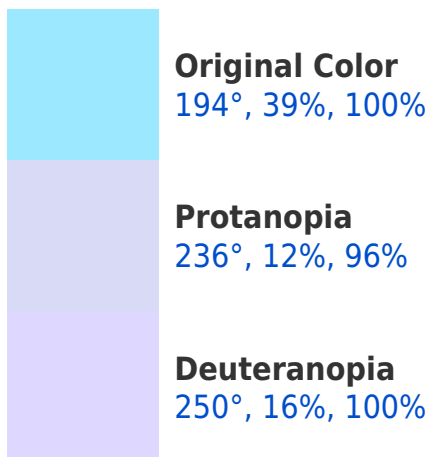 Original Color
194°, 39%, 100%
Protanopia
236°, 12%, 96%
Deuteranopia
250°, 16%, 100%